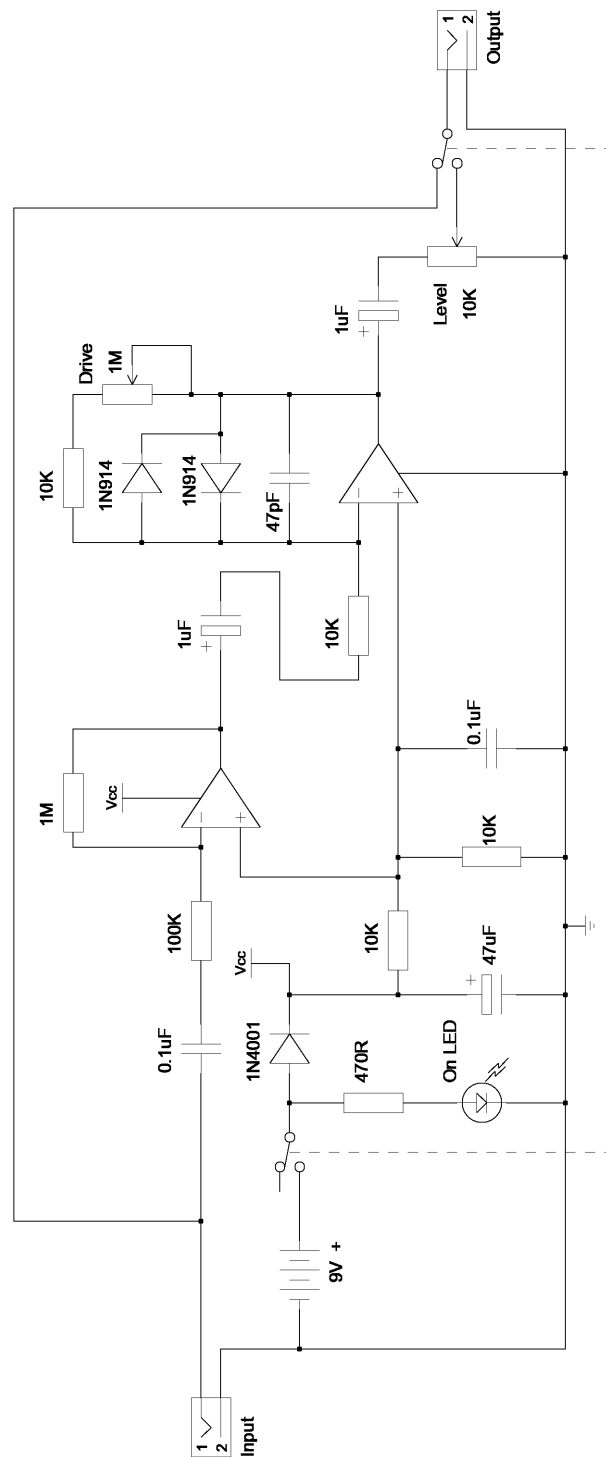 1
2
Output
Drive
1M
10K
1N914
1N914
47pF
1uF
+
Level
10K
1uF
+
10K
−
+
1M
Vcc
−
+
100K
0.1uF
0.1uF
10K
10K
Vcc
1N4001
47uF
+
470R
On LED
9V +
1
2
Input